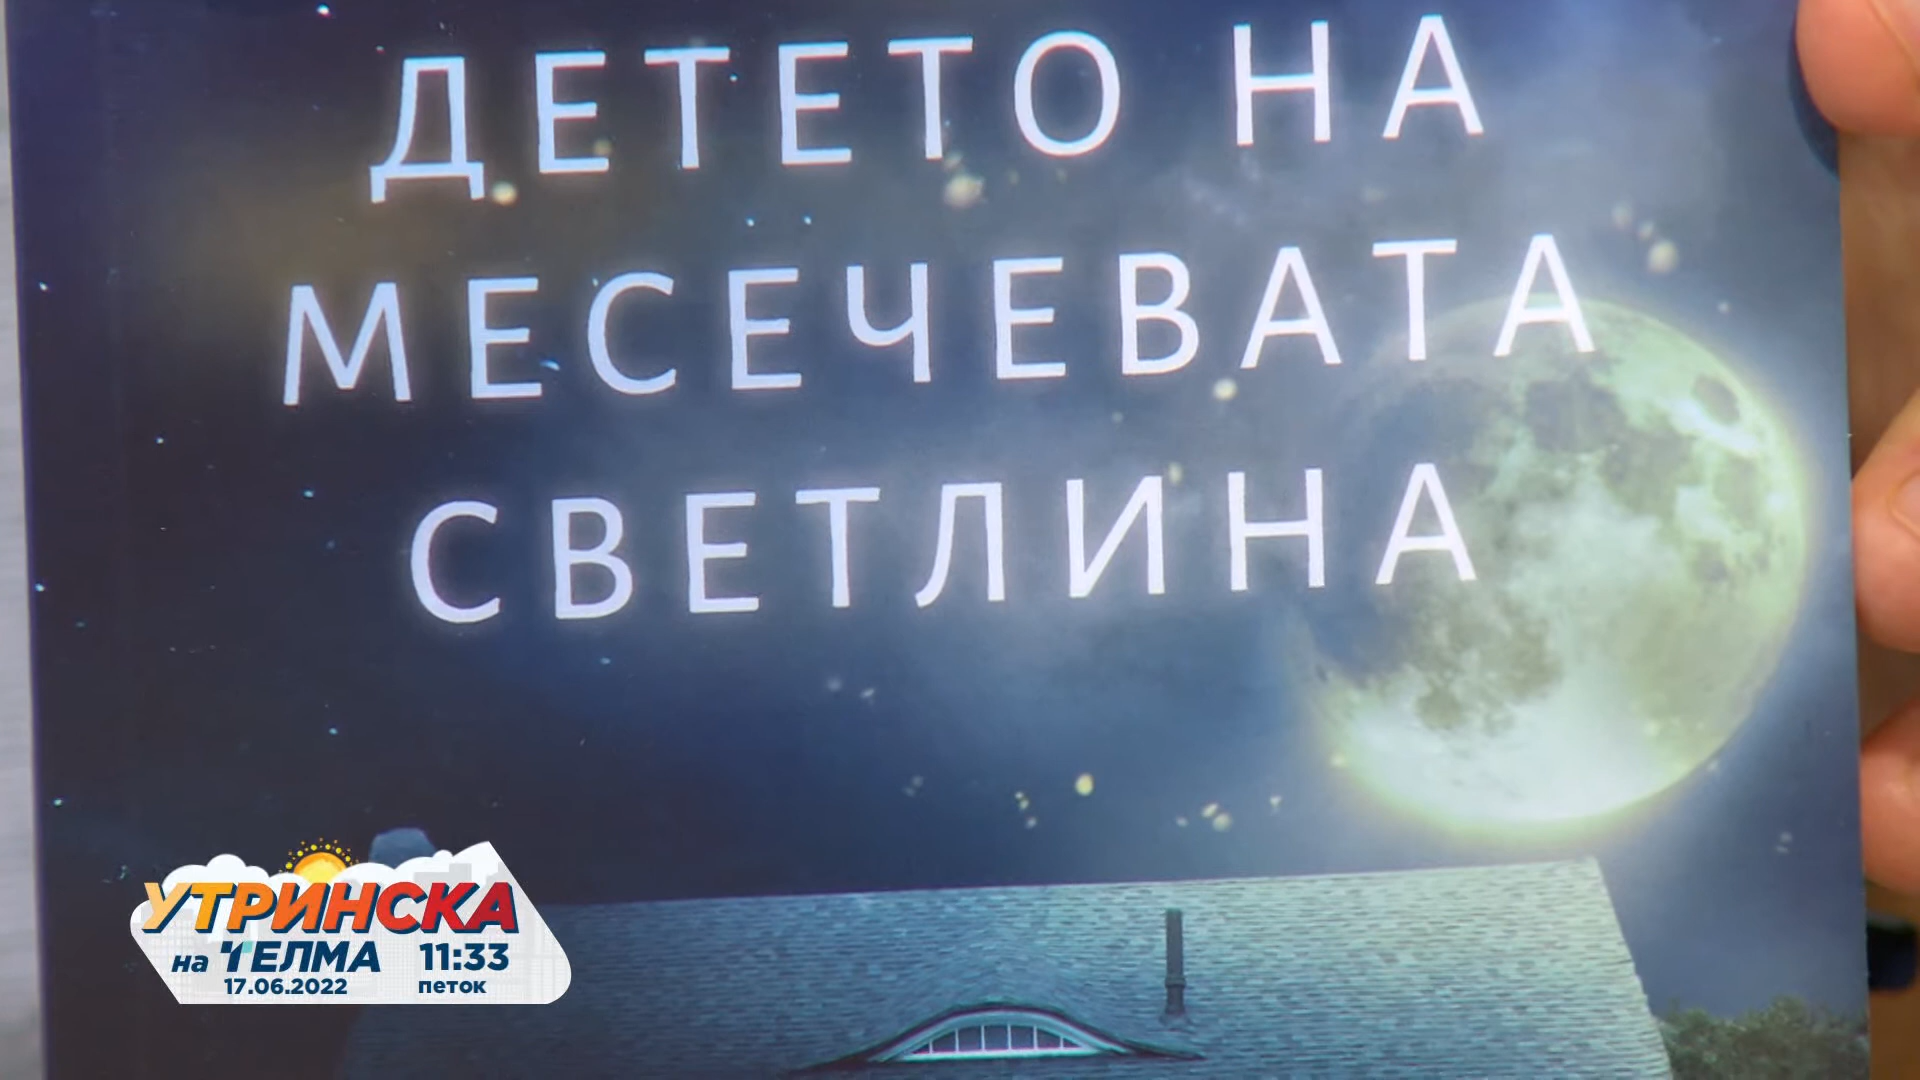 ДЕТЕТО НА
МЕСЕЧЕВАТА
СВЕТЛИНА
УТРИНСКА
на ТЕЛМА 11:33
17.06.2022 петок